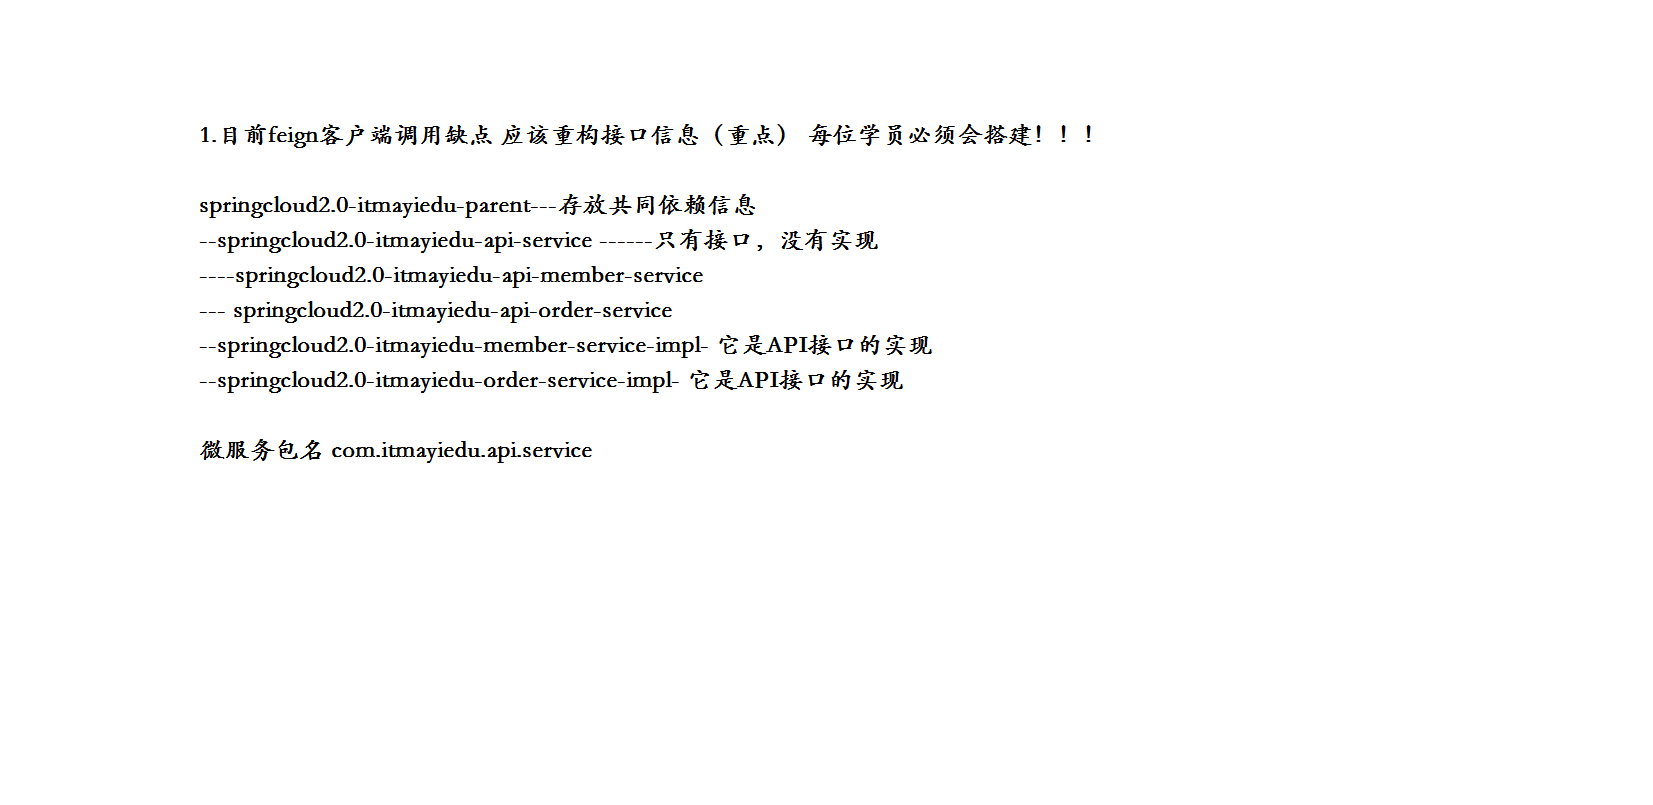 1.目前feign客户端调用缺点 应该重构接口信息（重点） 每位学员必须会搭建！！！
springcloud2.0-itmayiedu-parent---存放共同依赖信息
--springcloud2.0-itmayiedu-api-service ------只有接口，没有实现
----springcloud2.0-itmayiedu-api-member-service
--- springcloud2.0-itmayiedu-api-order-service
--springcloud2.0-itmayiedu-member-service-impl- 它是API接口的实现
--springcloud2.0-itmayiedu-order-service-impl- 它是API接口的实现
微服务包名 com.itmayiedu.api.service